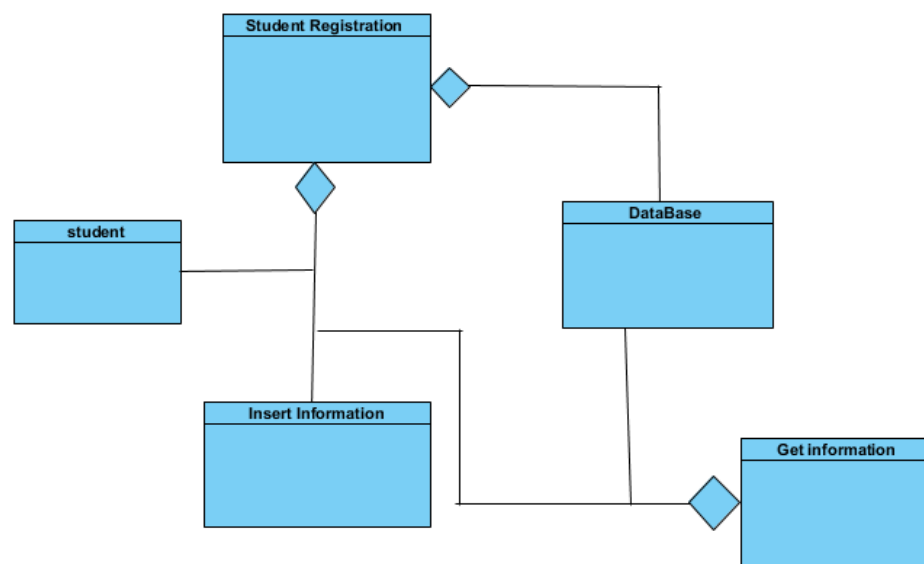 Student Registration
student
DataBase
Insert Information
Get information